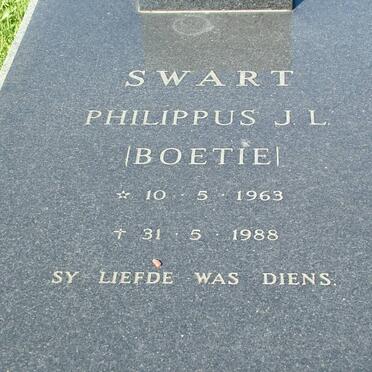 SWART
PHILIPPUS J. L.
|BOETIE|
☆ 10 · 5 · 1963
† 31 · 5 · 1988
SY LIEFDE WAS DIENS.